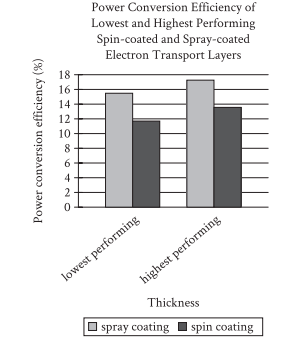 Power Conversion Efficiency of
Lowest and Highest Performing
Spin-coated and Spray-coated
Electron Transport Layers
Power conversion efficiency (%)
18
16
14
12
10
8
6
4
2
0
lowest performing
highest performing
Thickness
spray coating spin coating